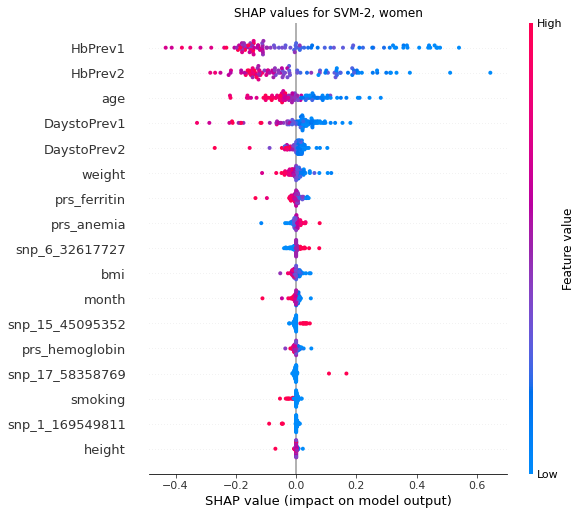 SHAP values for SVM-2, women
High
HbPrev1
HbPrev2
age
DaystoPrev1
DaystoPrev2
weight
prs_ferritin
prs_anemia
snp_6_32617727
bmi
month
snp_15_45095352
prs_hemoglobin
snp_17_58358769
smoking
snp_1_169549811
height
Feature value
Low
−0.4 −0.2 0.0 0.2 0.4 0.6
SHAP value (impact on model output)